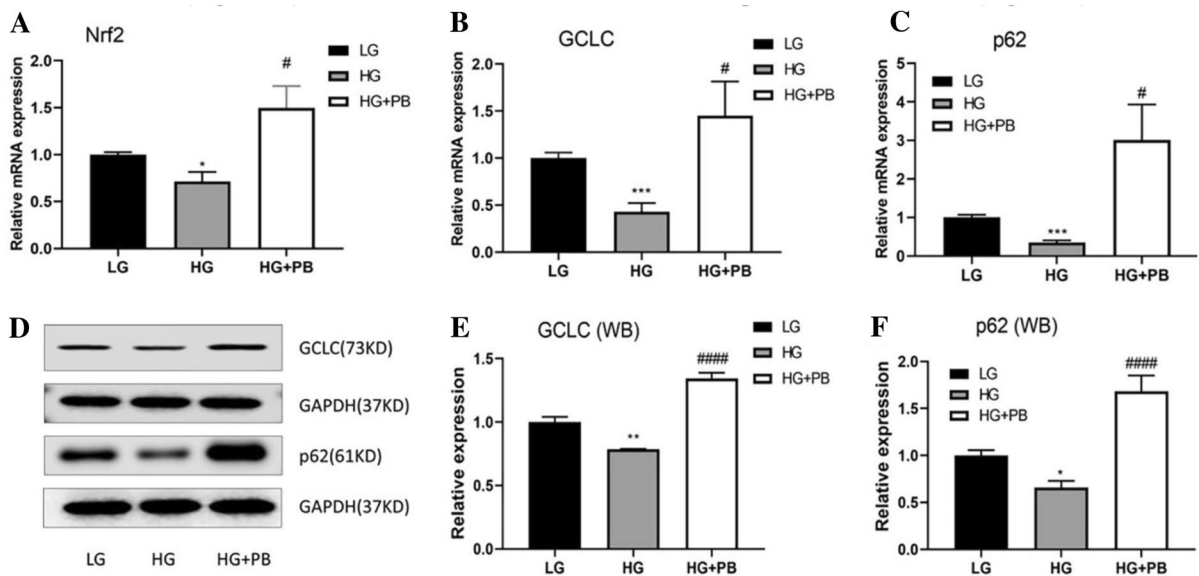 A
Nrf2
Relative mRNA expression
2.0
1.5
1.0
0.5
0.0
#
*
LG
HG
HG+PB
LG
HG
HG+PB
B
GCLC
Relative mRNA expression
2.0
1.5
1.0
0.5
0.0
#
***
LG
HG
HG+PB
LG
HG
HG+PB
C
p62
Relative mRNA expression
5
4
3
2
1
0
LG
HG
HG+PB
#
***
LG
HG
HG+PB
D
GCLC(73KD)
GAPDH(37KD)
p62(61KD)
GAPDH(37KD)
LG HG HG+PB
E
GCLC (WB)
Relative expression
1.5
1.0
0.5
0.0
####
**
LG
HG
HG+PB
LG
HG
HG+PB
F
p62 (WB)
Relative expression
2.0
1.5
1.0
0.5
0.0
LG
HG
HG+PB
####
*
LG
HG
HG+PB